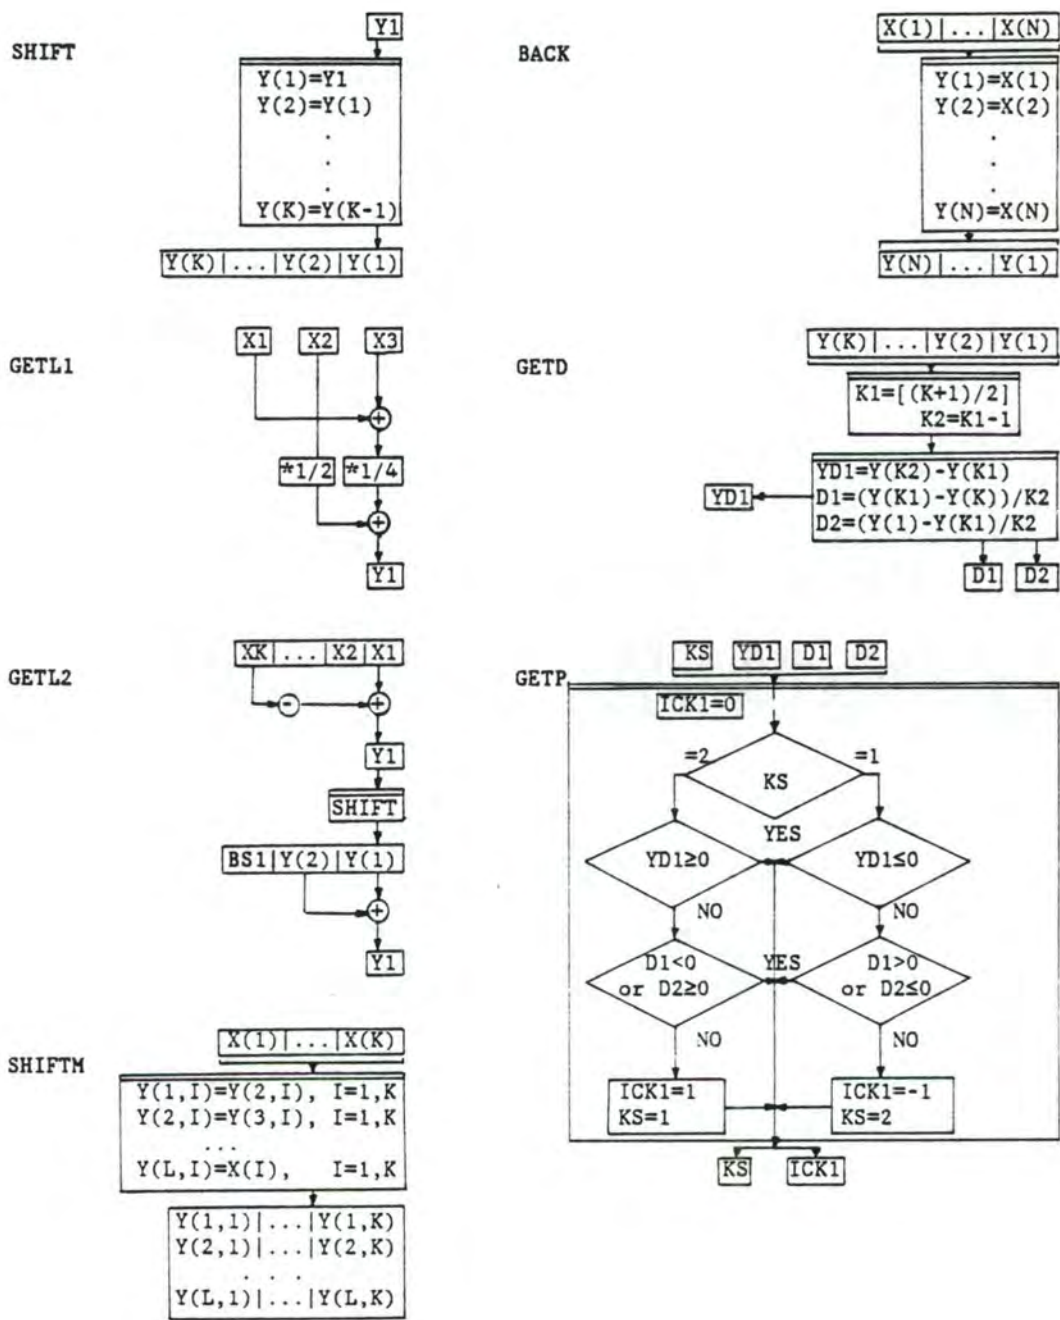 SHIFT
Y1
Y(1)=Y1
Y(2)=Y(1)
.
.
.
Y(K)=Y(K-1)
Y(K)|...|Y(2)|Y(1)
BACK
X(1)|...|X(N)
Y(1)=X(1)
Y(2)=X(2)
.
.
.
Y(N)=X(N)
Y(N)|...|Y(1)
GETL1
X1 X2 X3
+
*1/2 *1/4
+
Y1
GETD
Y(K)|...|Y(2)|Y(1)
K1=[(K+1)/2]
K2=K1-1
YD1=Y(K2)-Y(K1)
D1=(Y(K1)-Y(K))/K2
D2=(Y(1)-Y(K1)/K2
YD1
D1 D2
GETL2
XK|...|X2|X1
- +
Y1
SHIFT
BS1|Y(2)|Y(1)
+
Y1
GETP
KS YD1 D1 D2
ICK1=0
=2 =1
KS
YES
YD1≥0 YD1≤0
NO NO
D1<0 YES D1>0
or D2≥0 or D2≤0
NO NO
ICK1=1 ICK1=-1
KS=1 KS=2
KS ICK1
SHIFTM
X(1)|...|X(K)
Y(1,I)=Y(2,I), I=1,K
Y(2,I)=Y(3,I), I=1,K
...
Y(L,I)=X(I), I=1,K
Y(1,1)|...|Y(1,K)
Y(2,1)|...|Y(2,K)
. . .
Y(L,1)|...|Y(L,K)